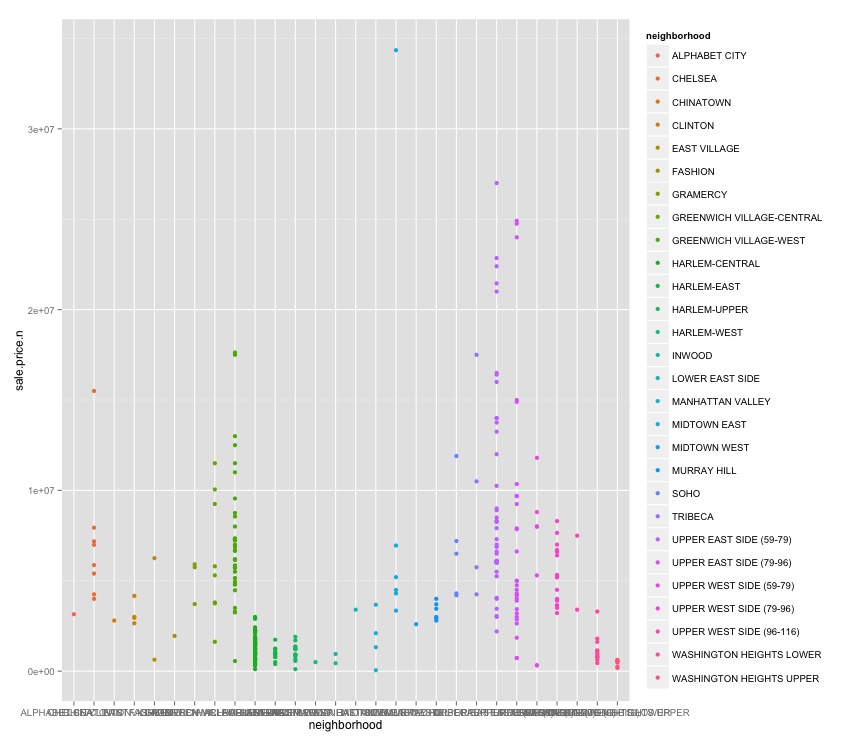 neighborhood
ALPHABET CITY
CHELSEA
CHINATOWN
CLINTON
EAST VILLAGE
FASHION
GRAMERCY
GREENWICH VILLAGE-CENTRAL
GREENWICH VILLAGE-WEST
HARLEM-CENTRAL
HARLEM-EAST
HARLEM-UPPER
HARLEM-WEST
INWOOD
LOWER EAST SIDE
MANHATTAN VALLEY
MIDTOWN EAST
MIDTOWN WEST
MURRAY HILL
SOHO
TRIBECA
UPPER EAST SIDE (59-79)
UPPER EAST SIDE (79-96)
UPPER WEST SIDE (59-79)
UPPER WEST SIDE (79-96)
UPPER WEST SIDE (96-116)
WASHINGTON HEIGHTS LOWER
WASHINGTON HEIGHTS UPPER
3e+07
2e+07
1e+07
0e+00
sale.price.n
neighborhood